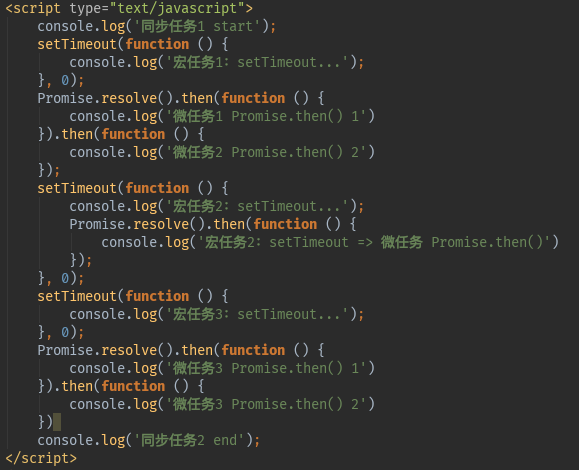 <script type="text/javascript">
    console.log('同步任务1 start');
    setTimeout(function () {
        console.log('宏任务1：setTimeout...');
    }, 0);
    Promise.resolve().then(function () {
        console.log('微任务1 Promise.then() 1')
    }).then(function () {
        console.log('微任务2 Promise.then() 2')
    });
    setTimeout(function () {
        console.log('宏任务2：setTimeout...');
        Promise.resolve().then(function () {
            console.log('宏任务2：setTimeout => 微任务 Promise.then()')
        });
    }, 0);
    setTimeout(function () {
        console.log('宏任务3：setTimeout...');
    }, 0);
    Promise.resolve().then(function () {
        console.log('微任务3 Promise.then() 1')
    }).then(function () {
        console.log('微任务3 Promise.then() 2')
    })
    console.log('同步任务2 end');
</script>